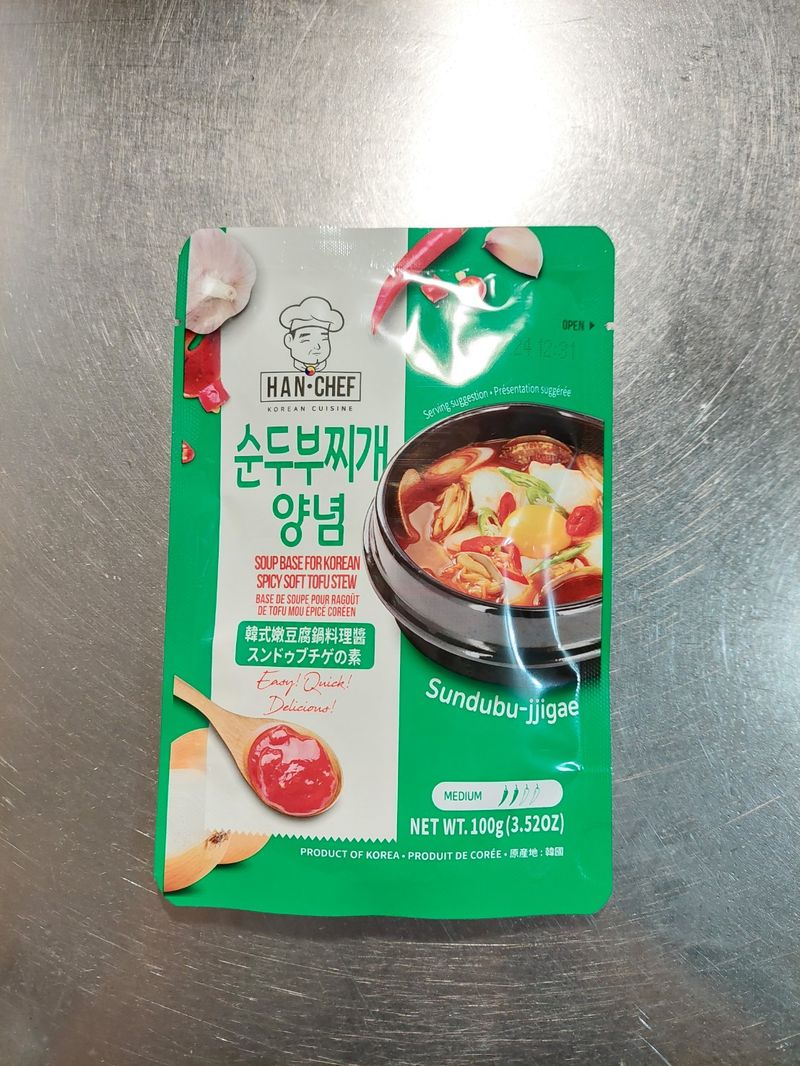 OPEN ▶
24.12.31
HAN•CHEF
KOREAN CUISINE
Serving suggestion • Présentation suggérée
순두부찌개
양념
SOUP BASE FOR KOREAN
SPICY SOFT TOFU STEW
BASE DE SOUPE POUR RAGOÛT
DE TOFU MOU ÉPICÉ CORÉEN
韓式嫩豆腐鍋料理醬
スンドゥブチゲの素
Easy! Quick!
Delicious!
Sundubu-jjigae
MEDIUM
NET WT. 100g (3.52OZ)
PRODUCT OF KOREA • PRODUIT DE CORÉE • 原産地 : 韓國